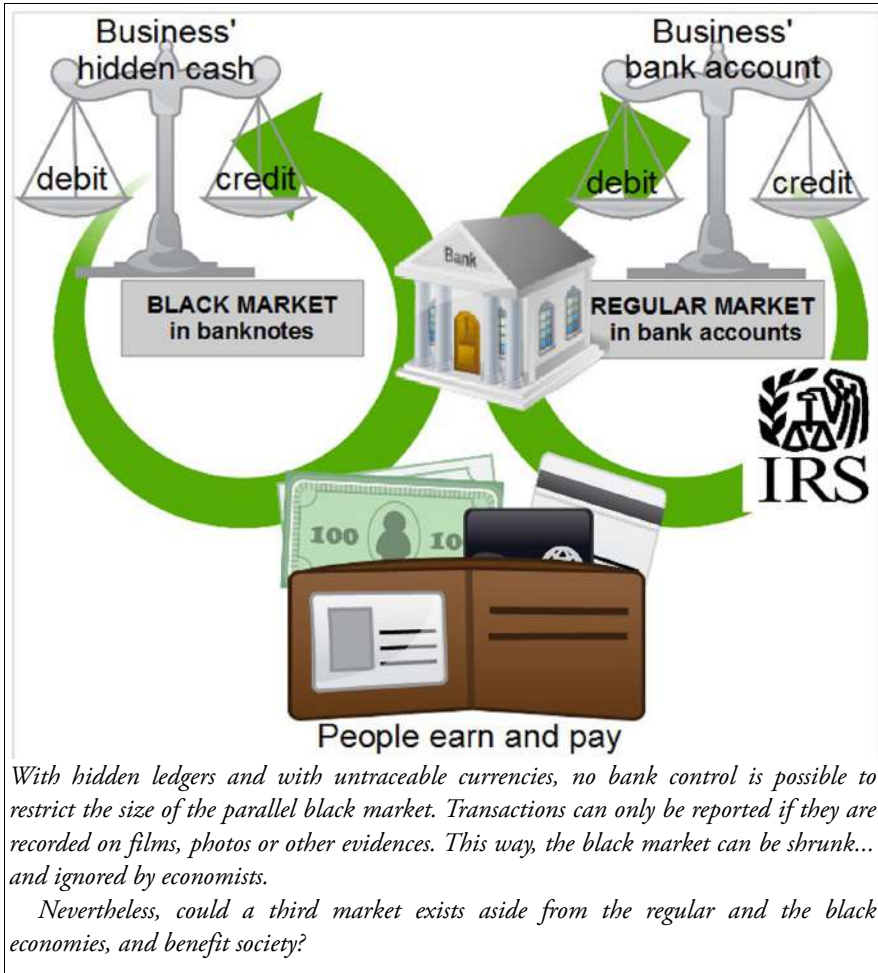 Business'
hidden cash
debit
credit
BLACK MARKET
in banknotes
Bank
Business'
bank account
debit
credit
REGULAR MARKET
in bank accounts
IRS
100
10
People earn and pay
With hidden ledgers and with untraceable currencies, no bank control is possible to
restrict the size of the parallel black market. Transactions can only be reported if they are
recorded on films, photos or other evidences. This way, the black market can be shrunk...
and ignored by economists.
Nevertheless, could a third market exists aside from the regular and the black
economies, and benefit society?